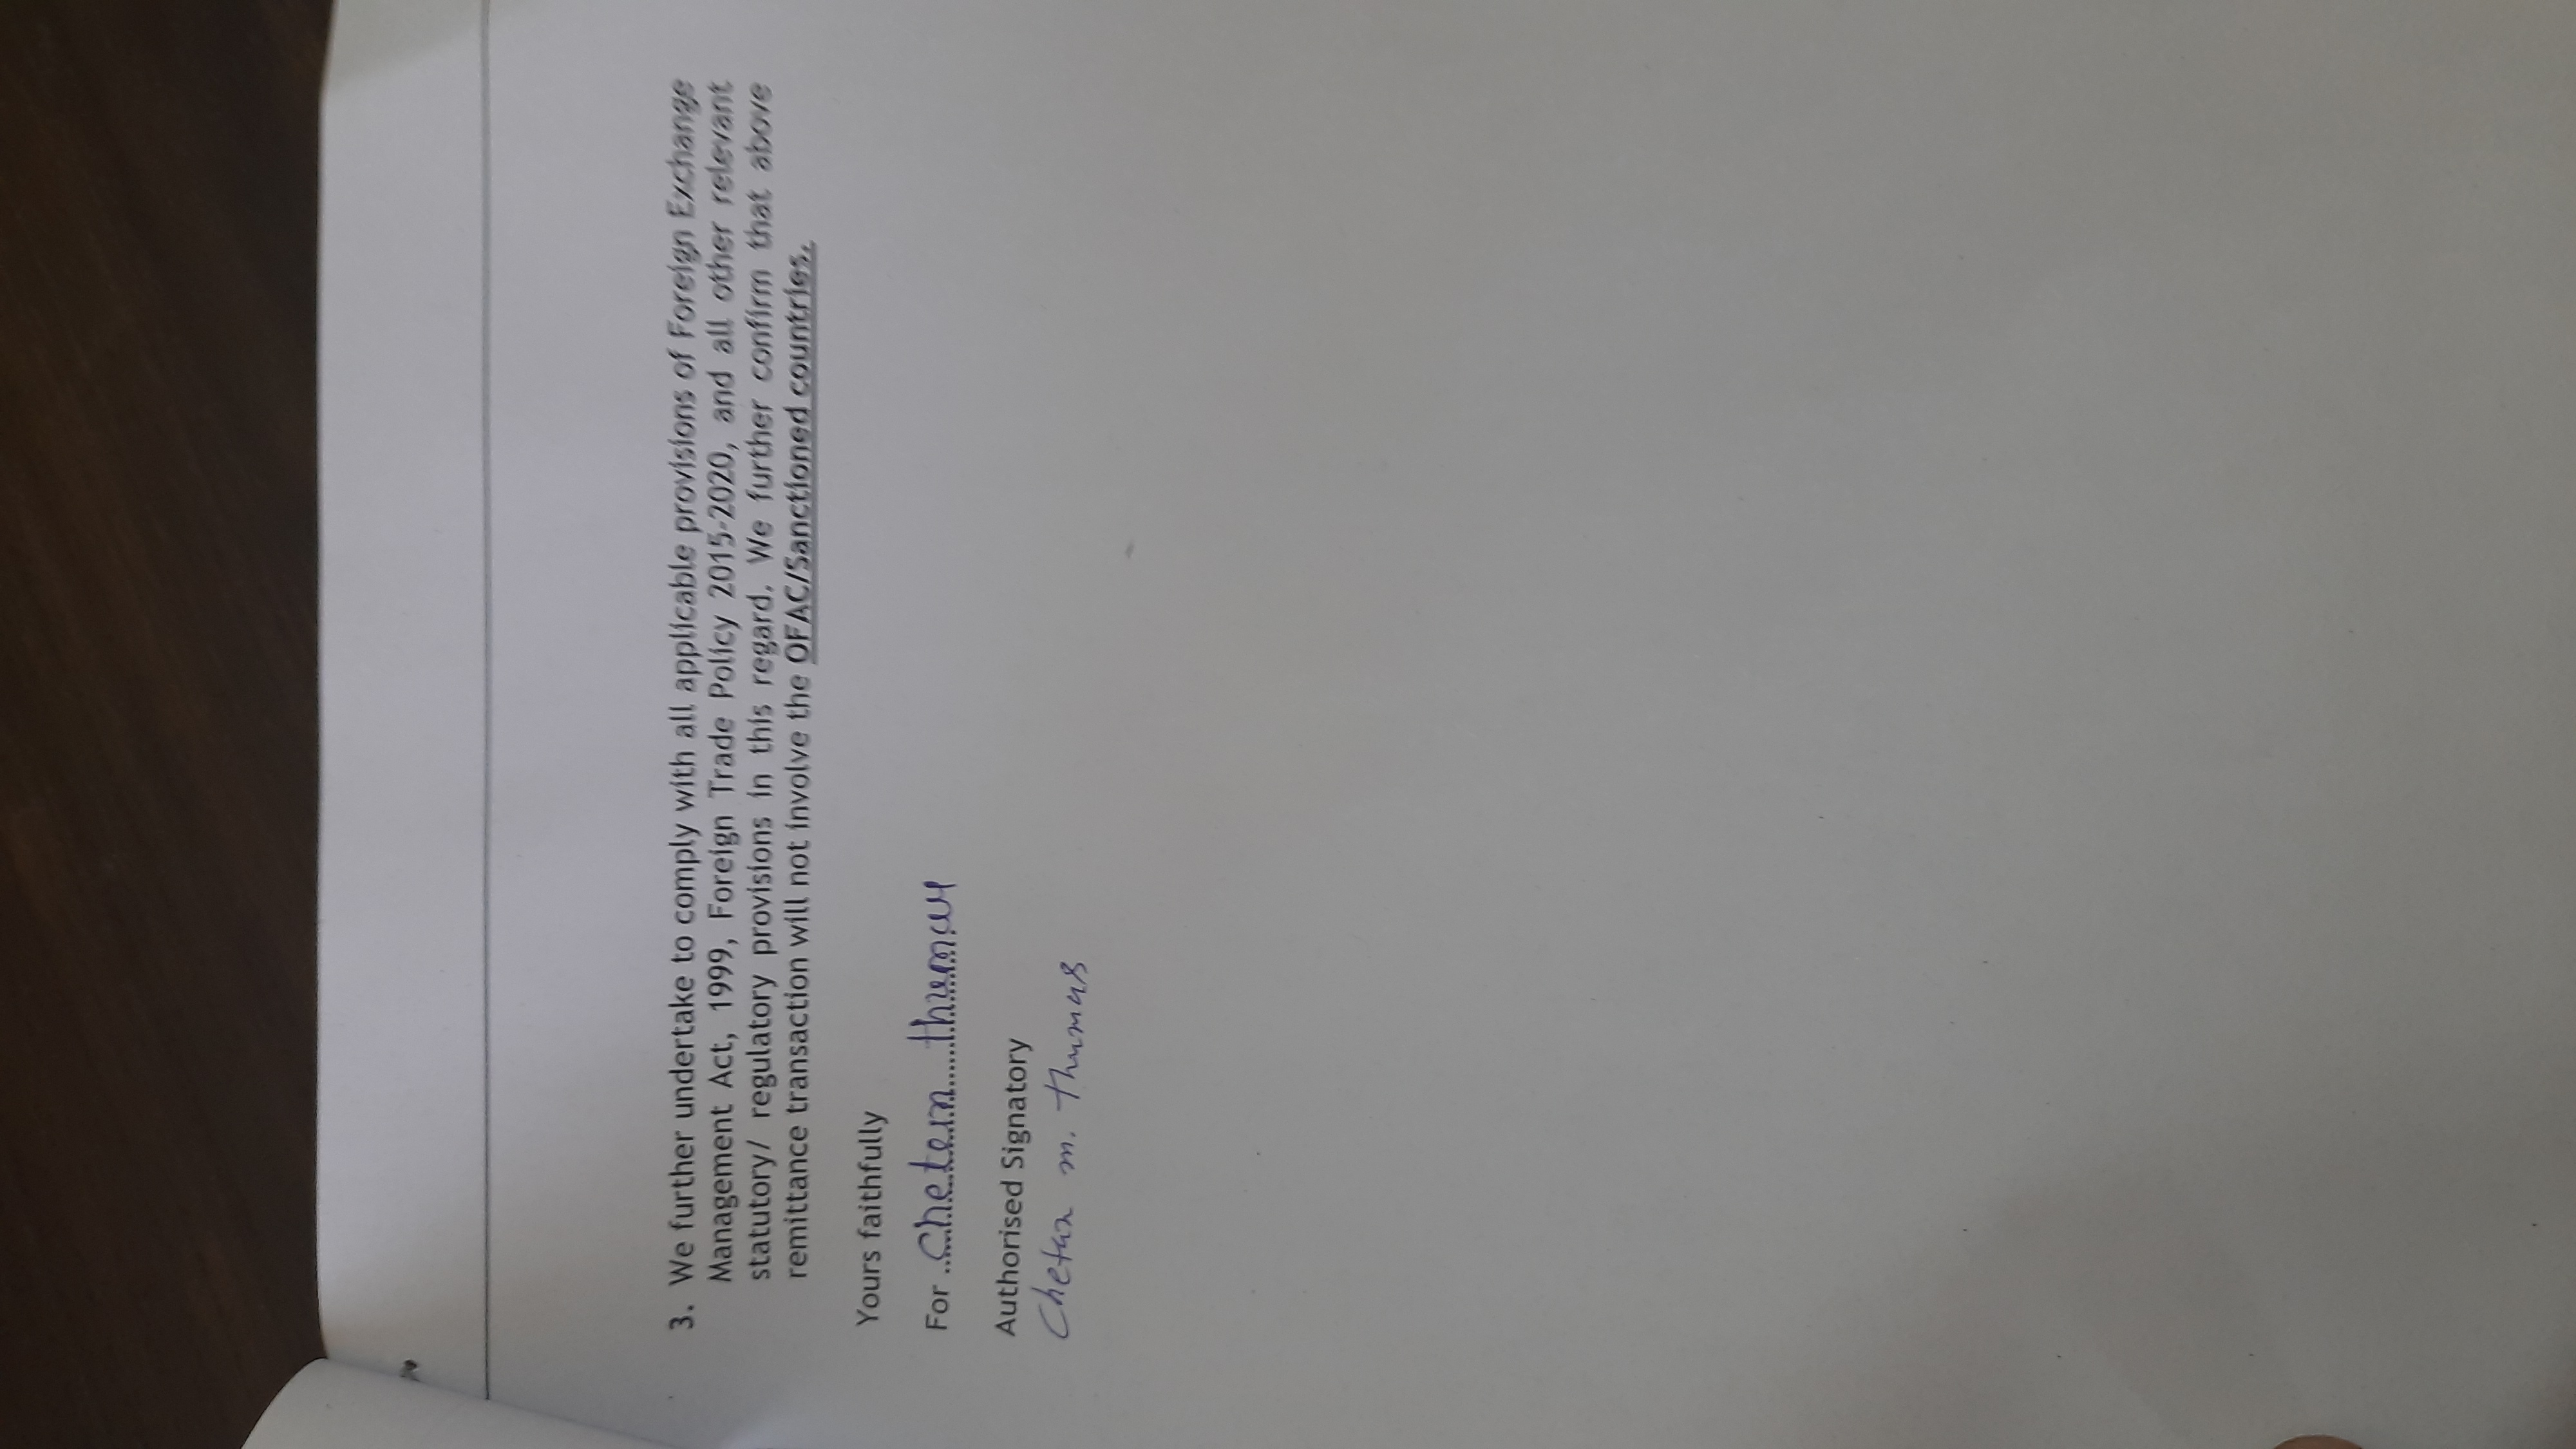 3. We further undertake to comply with all applicable provisions of Foreign Exchange
Management Act, 1999, Foreign Trade Policy 2015-2020, and all other relevant
statutory/ regulatory provisions in this regard. We further confirm that above
remittance transaction will not involve the OFAC/Sanctioned countries.
Yours faithfully
For ..Chetan thumar
Authorised Signatory
Chetan m. Thumar